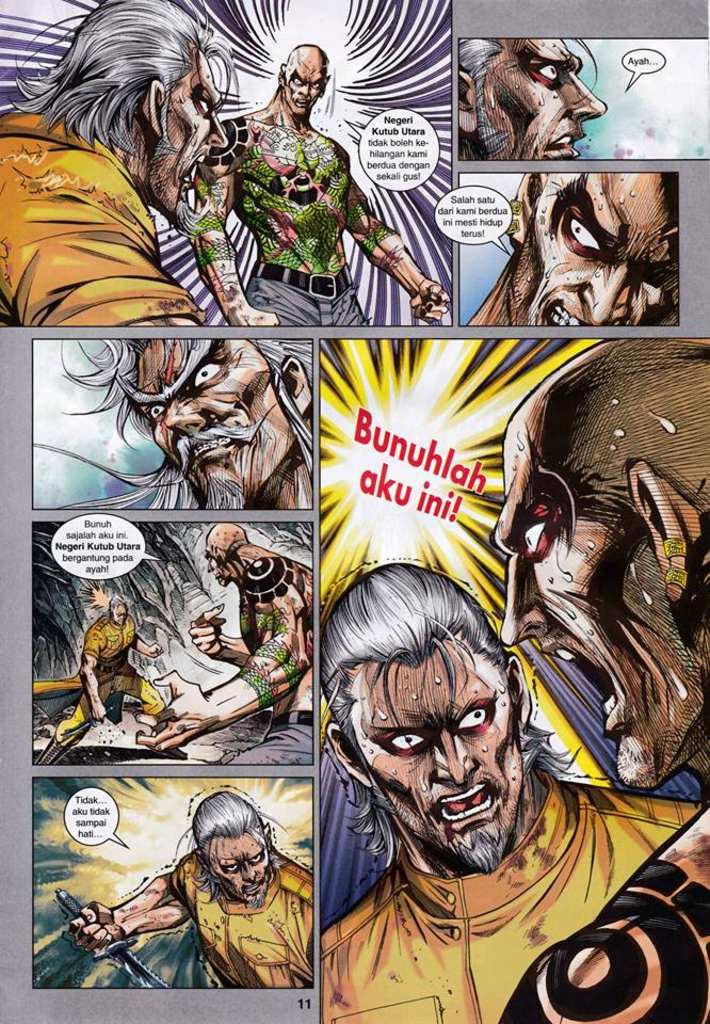 Negeri
Kutub Utara
tidak boleh ke-
hilangan kami
berdua dengan
sekali gus!
Ayah...
Salah satu
dari kami berdua
ini mesti hidup
terus!
Bunuh
sajalah aku ini.
Negeri Kutub Utara
bergantung pada
ayah!
Tidak...
aku tidak
sampai
hati...
Bunuhlah
aku ini!
11